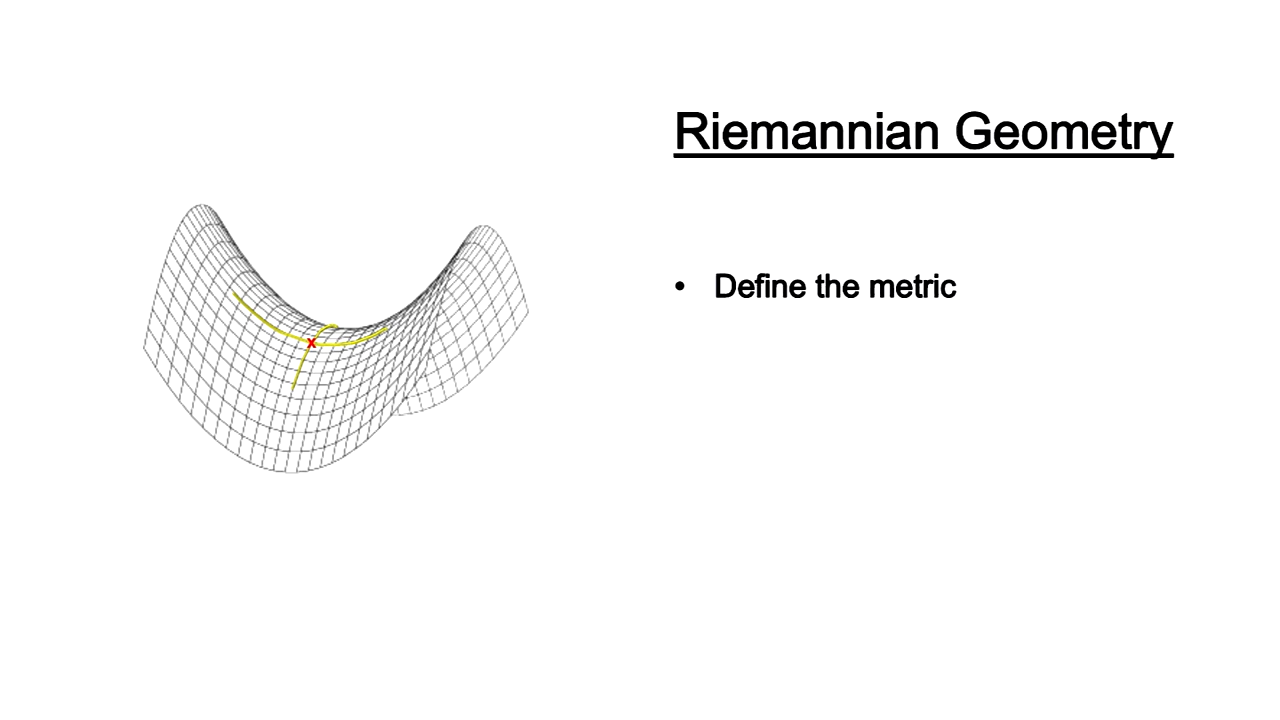 Riemannian Geometry
• Define the metric
x